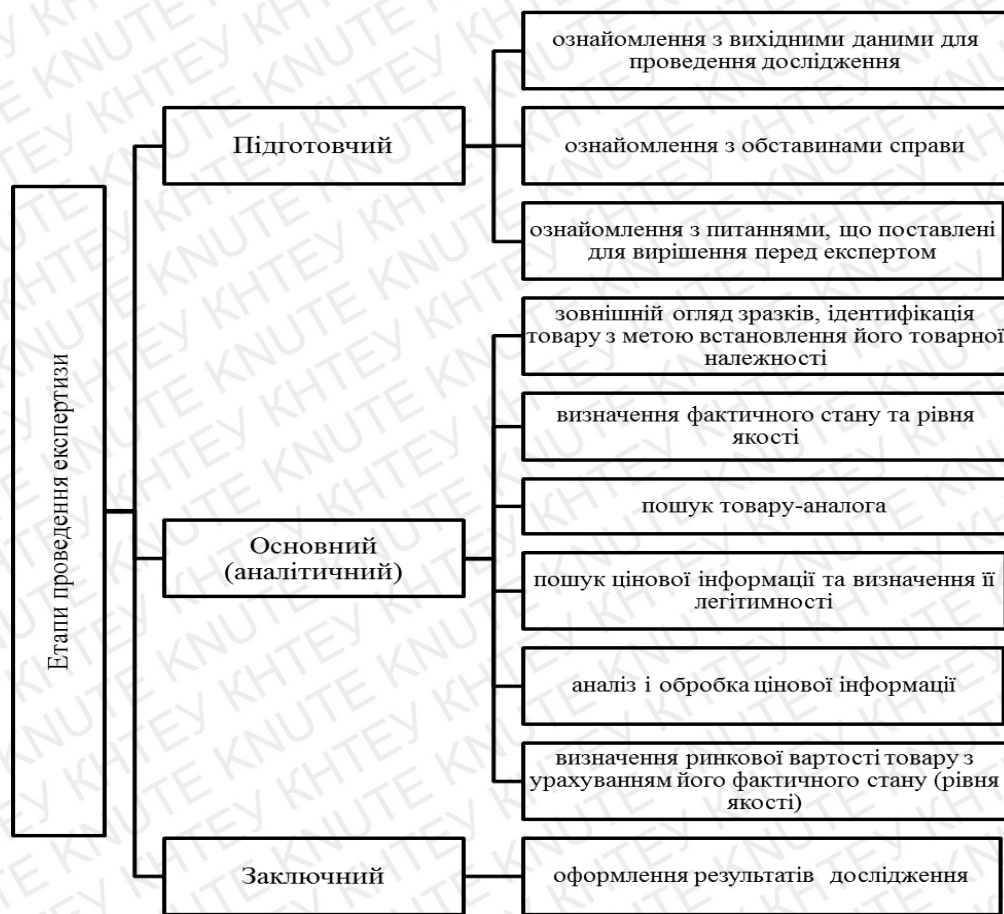 Етапи проведення експертизи
Підготовчий
ознайомлення з вихідними даними для
проведення дослідження
ознайомлення з обставинами справи
ознайомлення з питаннями, що поставлені
для вирішення перед експертом
Основний
(аналітичний)
зовнішній огляд зразків, ідентифікація
товару з метою встановлення його товарної
належності
визначення фактичного стану та рівня
якості
пошук товару-аналога
пошук цінової інформації та визначення її
легітимності
аналіз і обробка цінової інформації
визначення ринкової вартості товару з
урахуванням його фактичного стану (рівня
якості)
Заключний
оформлення результатів дослідження
KNUTE КНТЕУ